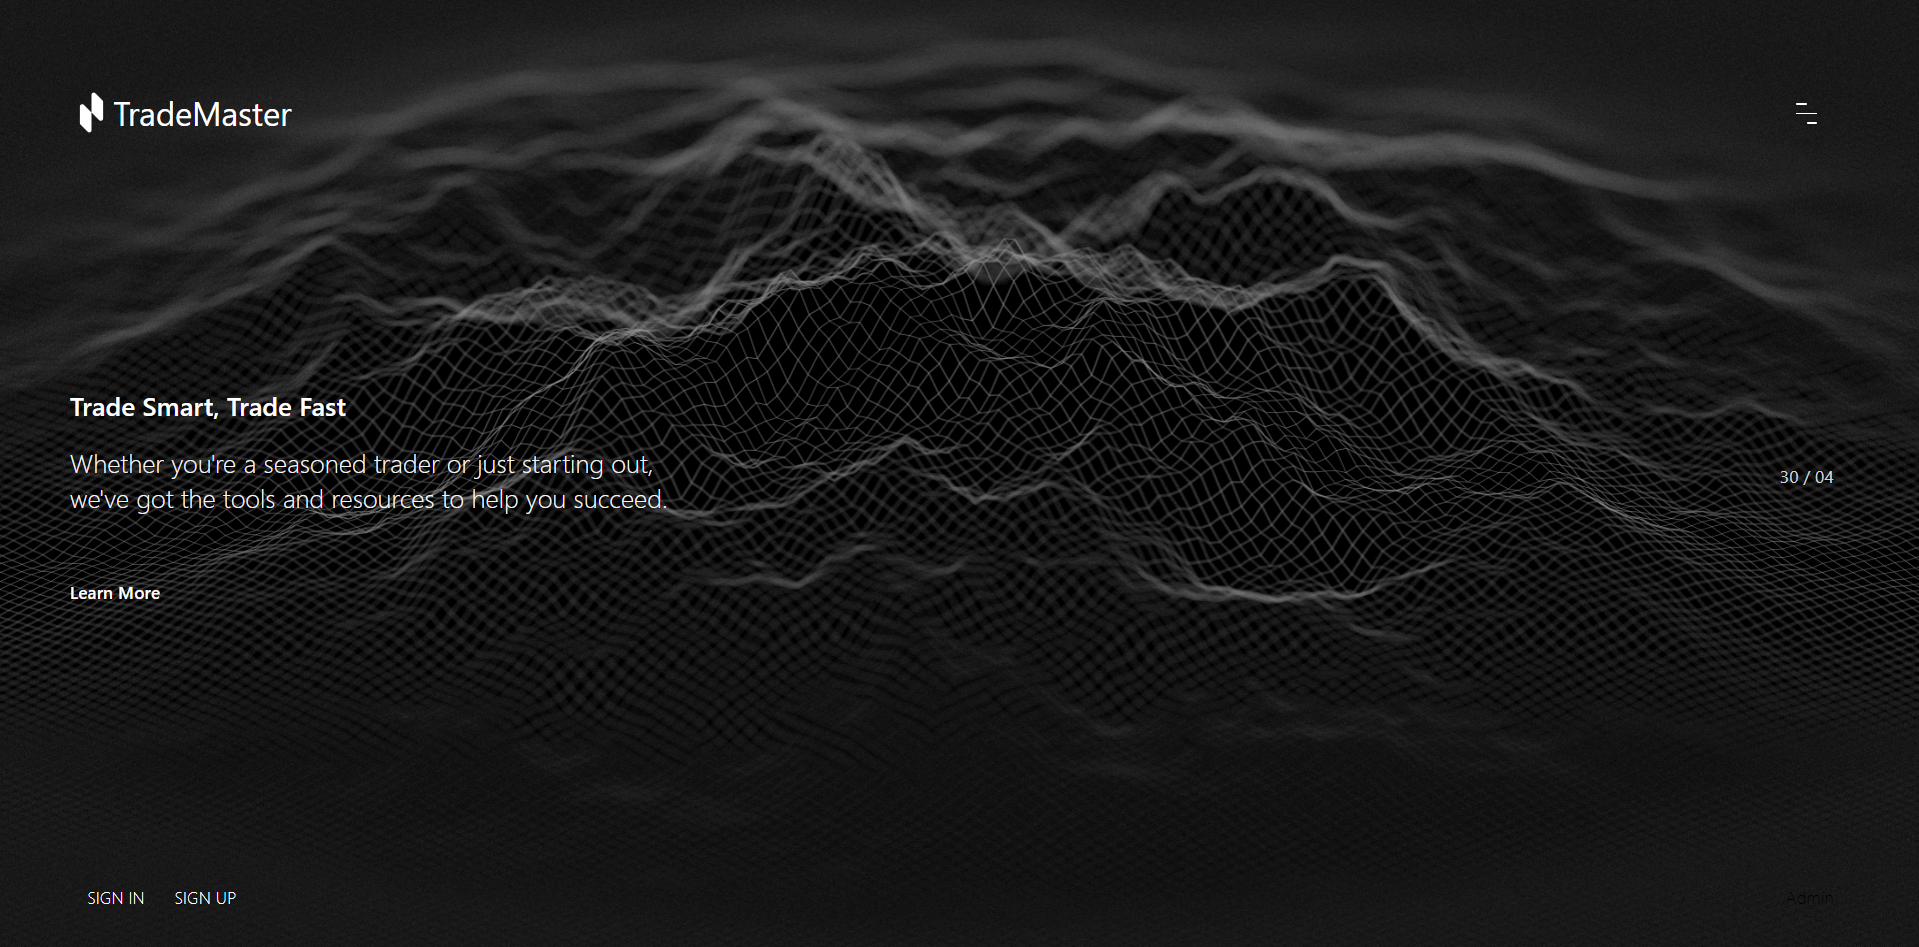 TradeMaster
Trade Smart, Trade Fast
Whether you're a seasoned trader or just starting out,
we've got the tools and resources to help you succeed.
30 / 04
Learn More
SIGN IN SIGN UP
Admin